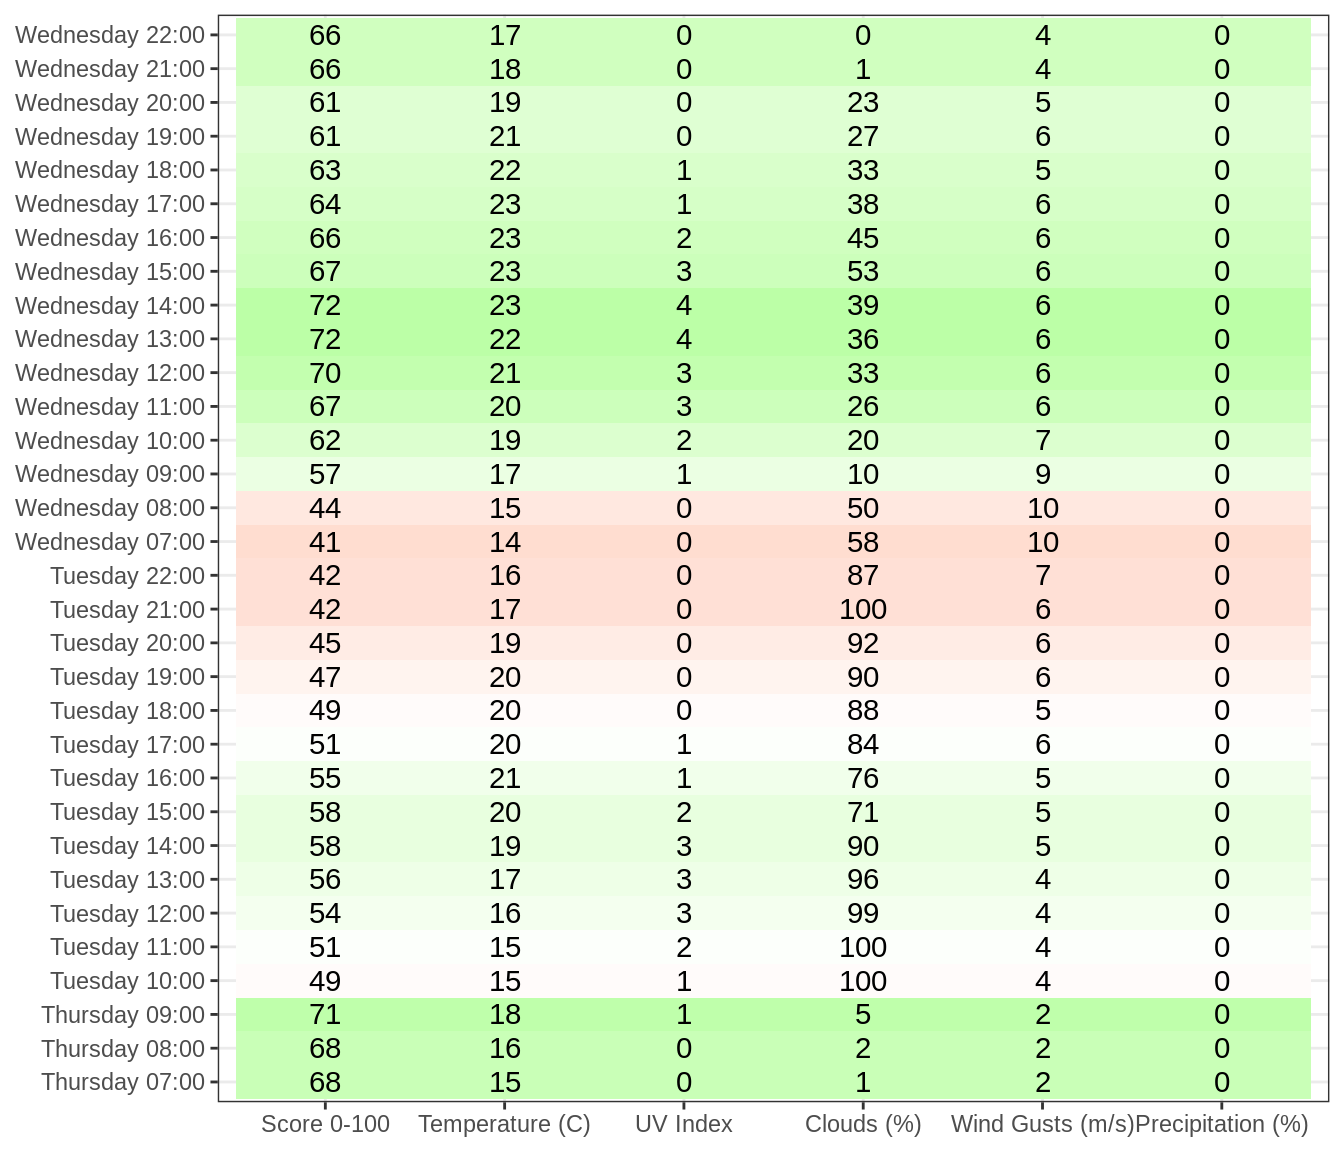 Wednesday 22:00 66 17 0 0 4 0
Wednesday 21:00 66 18 0 1 4 0
Wednesday 20:00 61 19 0 23 5 0
Wednesday 19:00 61 21 0 27 6 0
Wednesday 18:00 63 22 1 33 5 0
Wednesday 17:00 64 23 1 38 6 0
Wednesday 16:00 66 23 2 45 6 0
Wednesday 15:00 67 23 3 53 6 0
Wednesday 14:00 72 23 4 39 6 0
Wednesday 13:00 72 22 4 36 6 0
Wednesday 12:00 70 21 3 33 6 0
Wednesday 11:00 67 20 3 26 6 0
Wednesday 10:00 62 19 2 20 7 0
Wednesday 09:00 57 17 1 10 9 0
Wednesday 08:00 44 15 0 50 10 0
Wednesday 07:00 41 14 0 58 10 0
Tuesday 22:00 42 16 0 87 7 0
Tuesday 21:00 42 17 0 100 6 0
Tuesday 20:00 45 19 0 92 6 0
Tuesday 19:00 47 20 0 90 6 0
Tuesday 18:00 49 20 0 88 5 0
Tuesday 17:00 51 20 1 84 6 0
Tuesday 16:00 55 21 1 76 5 0
Tuesday 15:00 58 20 2 71 5 0
Tuesday 14:00 58 19 3 90 5 0
Tuesday 13:00 56 17 3 96 4 0
Tuesday 12:00 54 16 3 99 4 0
Tuesday 11:00 51 15 2 100 4 0
Tuesday 10:00 49 15 1 100 4 0
Thursday 09:00 71 18 1 5 2 0
Thursday 08:00 68 16 0 2 2 0
Thursday 07:00 68 15 0 1 2 0
Score 0-100 Temperature (C) UV Index Clouds (%) Wind Gusts (m/s) Precipitation (%)